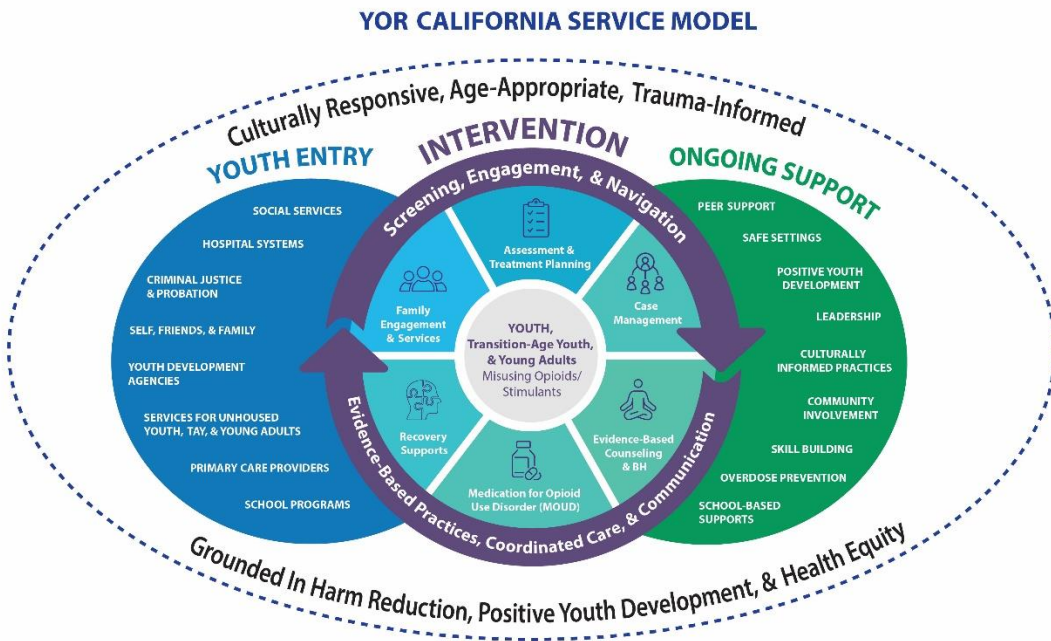 YOR CALIFORNIA SERVICE MODEL
Culturally Responsive, Age-Appropriate, Trauma-Informed
YOUTH ENTRY
SOCIAL SERVICES
HOSPITAL SYSTEMS
CRIMINAL JUSTICE
& PROBATION
SELF, FRIENDS, & FAMILY
YOUTH DEVELOPMENT
AGENCIES
SERVICES FOR UNHOUSED
YOUTH, TAY, & YOUNG ADULTS
PRIMARY CARE PROVIDERS
SCHOOL PROGRAMS
INTERVENTION
Screening, Engagement, & Navigation
Assessment &
Treatment Planning
Family
Engagement
& Services
Case
Management
YOUTH,
Transition-Age Youth,
& Young Adults
Misusing Opioids/
Stimulants
Recovery
Supports
Evidence-Based
Counseling
& BH
Medication for Opioid
Use Disorder (MOUD)
Evidence-Based Practices, Coordinated Care, & Communication
ONGOING SUPPORT
PEER SUPPORT
SAFE SETTINGS
POSITIVE YOUTH
DEVELOPMENT
LEADERSHIP
CULTURALLY
INFORMED PRACTICES
COMMUNITY
INVOLVEMENT
SKILL BUILDING
OVERDOSE PREVENTION
SCHOOL-BASED
SUPPORTS
Grounded In Harm Reduction, Positive Youth Development, & Health Equity